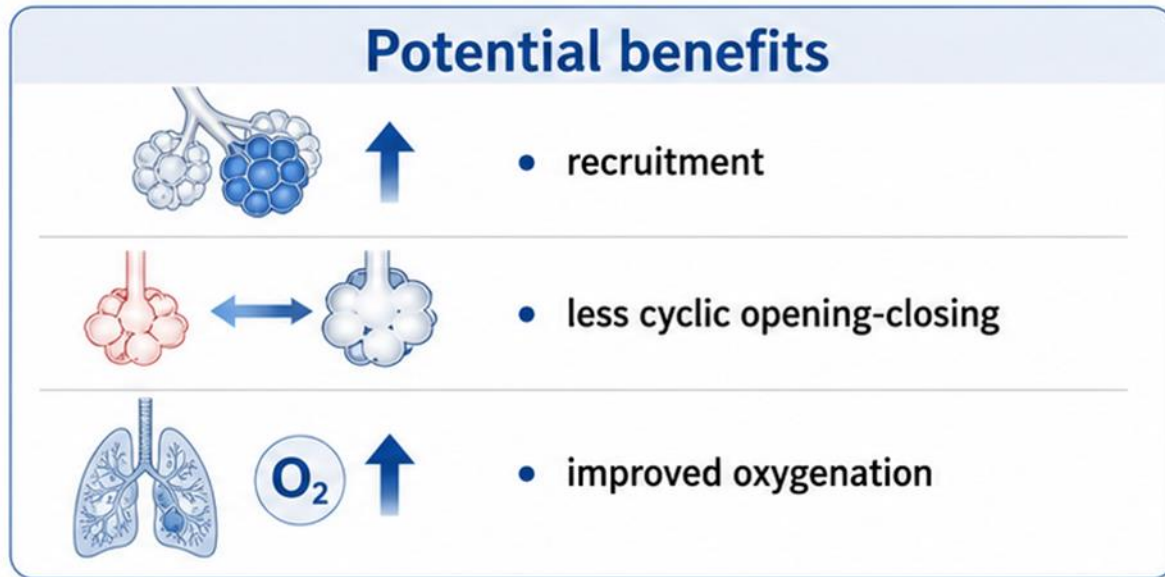 Potential benefits
• recruitment
• less cyclic opening-closing
O₂
• improved oxygenation